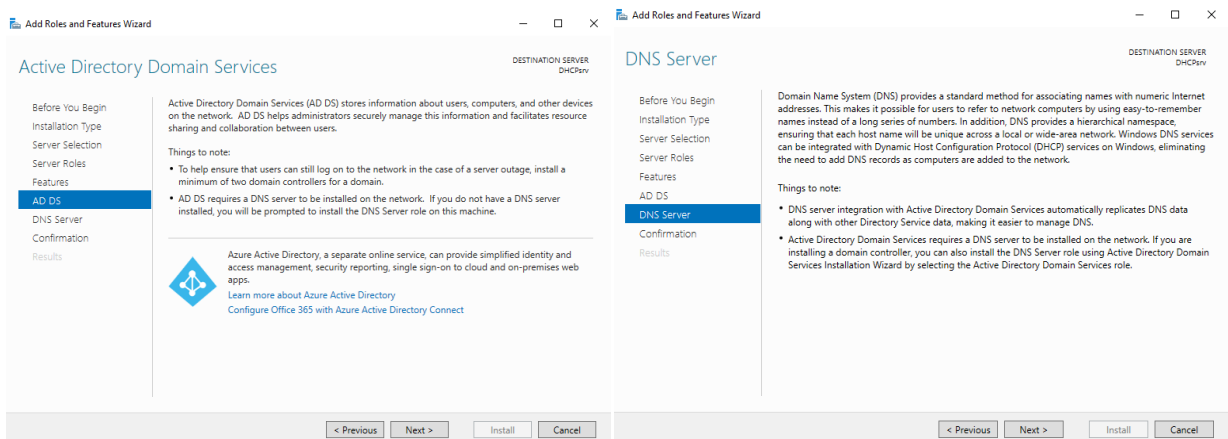 Add Roles and Features Wizard
Active Directory Domain Services
DESTINATION SERVER
DHCPsrv
Before You Begin
Installation Type
Server Selection
Server Roles
Features
AD DS
DNS Server
Confirmation
Results
Active Directory Domain Services (AD DS) stores information about users, computers, and other devices
on the network. AD DS helps administrators securely manage this information and facilitates resource
sharing and collaboration between users.
Things to note:
• To help ensure that users can still log on to the network in the case of a server outage, install a
minimum of two domain controllers for a domain.
• AD DS requires a DNS server to be installed on the network. If you do not have a DNS server
installed, you will be prompted to install the DNS Server role on this machine.
Azure Active Directory, a separate online service, can provide simplified identity and
access management, security reporting, single sign-on to cloud and on-premises web
apps.
Learn more about Azure Active Directory
Configure Office 365 with Azure Active Directory Connect
< Previous
Next >
Install
Cancel
Add Roles and Features Wizard
DNS Server
DESTINATION SERVER
DHCPsrv
Before You Begin
Installation Type
Server Selection
Server Roles
Features
AD DS
DNS Server
Confirmation
Results
Domain Name System (DNS) provides a standard method for associating names with numeric Internet
addresses. This makes it possible for users to refer to network computers by using easy-to-remember
names instead of a long series of numbers. In addition, DNS provides a hierarchical namespace,
ensuring that each host name will be unique across a local or wide-area network. Windows DNS services
can be integrated with Dynamic Host Configuration Protocol (DHCP) services on Windows, eliminating
the need to add DNS records as computers are added to the network.
Things to note:
• DNS server integration with Active Directory Domain Services automatically replicates DNS data
along with other Directory Service data, making it easier to manage DNS.
• Active Directory Domain Services requires a DNS server to be installed on the network. If you are
installing a domain controller, you can also install the DNS Server role using Active Directory Domain
Services Installation Wizard by selecting the Active Directory Domain Services role.
< Previous
Next >
Install
Cancel